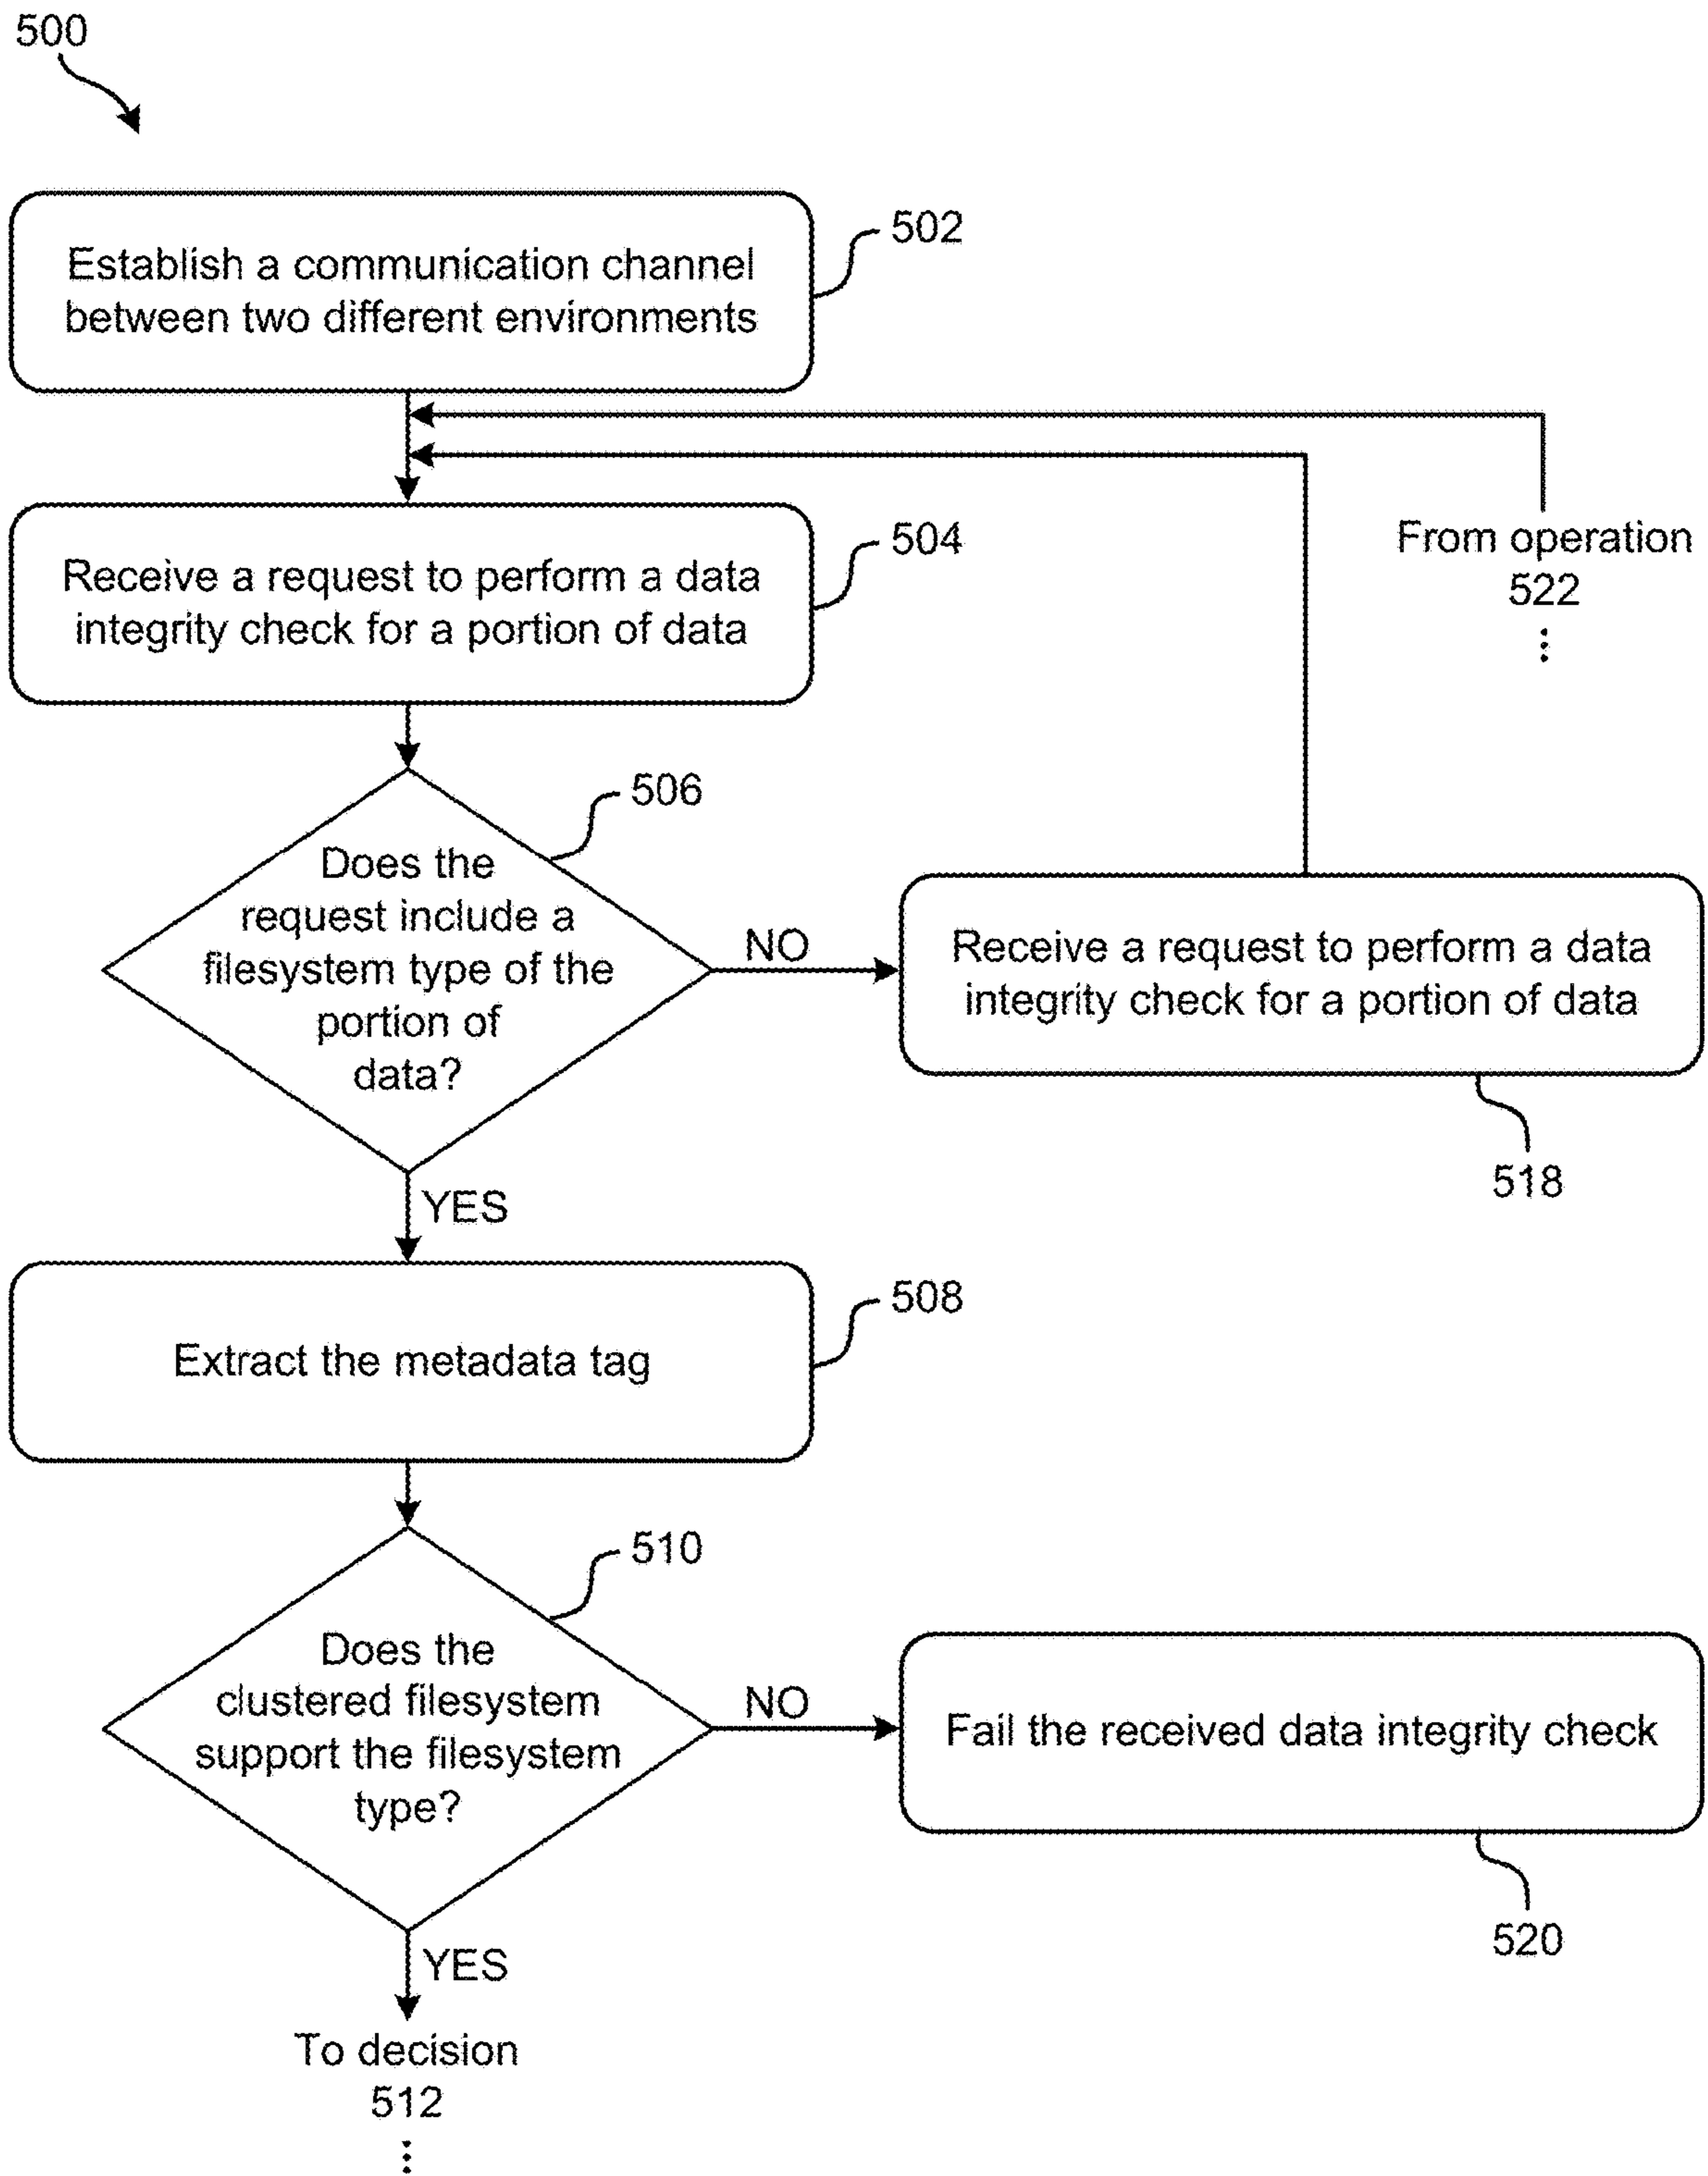 500
Establish a communication channel
between two different environments
502
Receive a request to perform a data
integrity check for a portion of data
504
From operation
522
...
Does the
request include a
filesystem type of the
portion of
data?
506
NO
Receive a request to perform a data
integrity check for a portion of data
518
YES
Extract the metadata tag
508
Does the
clustered filesystem
support the filesystem
type?
510
NO
Fail the received data integrity check
520
YES
To decision
512
...